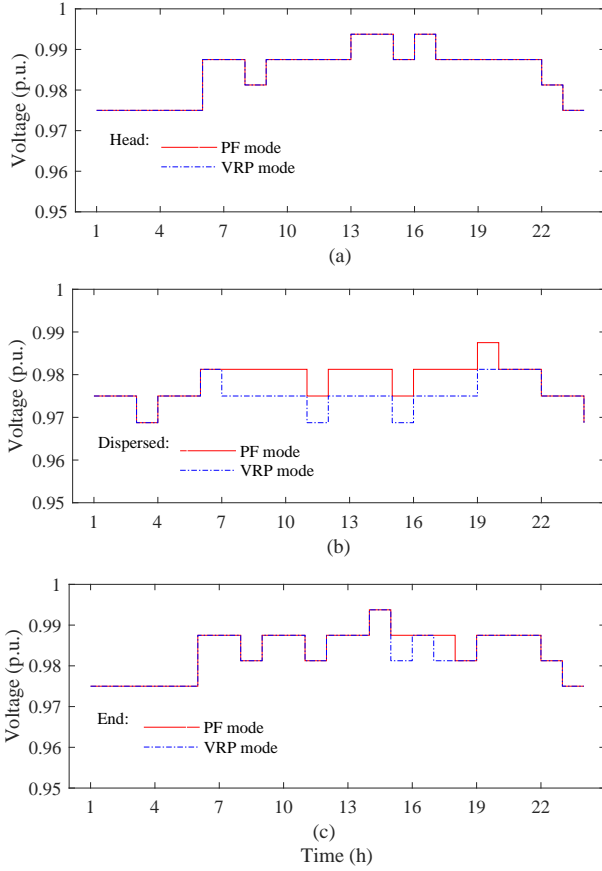 1
0.99
0.98
0.97
0.96
0.95
Voltage (p.u.)
Head:
PF mode
VRP mode
1 4 7 10 13 16 19 22
(a)
1
0.99
0.98
0.97
0.96
0.95
Voltage (p.u.)
Dispersed:
PF mode
VRP mode
1 4 7 10 13 16 19 22
(b)
1
0.99
0.98
0.97
0.96
0.95
Voltage (p.u.)
End:
PF mode
VRP mode
1 4 7 10 13 16 19 22
(c)
Time (h)